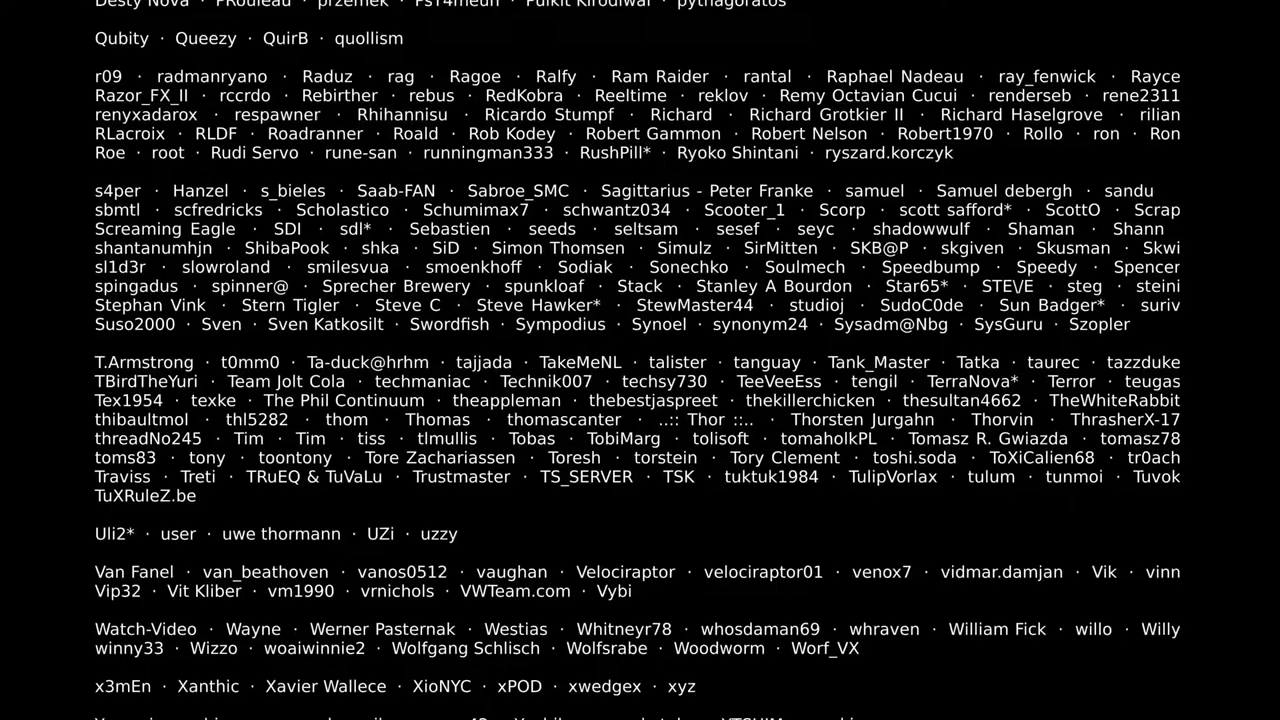 Desty Nova · PRouleau · przemek · PsT4meun · Pulkit Kirodiwal · pythagoratos
Qubity · Queezy · QuirB · quollism
r09 · radmanryano · Raduz · rag · Ragoe · Ralfy · Ram Raider · rantal · Raphael Nadeau · ray_fenwick · Rayce
Razor_FX_II · rccrdo · Rebirther · rebus · RedKobra · Reeltime · reklov · Remy Octavian Cucui · renderseb · rene2311
renyxadarox · respawner · Rhihannisu · Ricardo Stumpf · Richard · Richard Grotkier II · Richard Haselgrove · rilian
RLacroix · RLDF · Roadranner · Roald · Rob Kodey · Robert Gammon · Robert Nelson · Robert1970 · Rollo · ron · Ron
Roe · root · Rudi Servo · rune-san · runningman333 · RushPill* · Ryoko Shintani · ryszard.korczyk
s4per · Hanzel · s_bieles · Saab-FAN · Sabroe_SMC · Sagittarius - Peter Franke · samuel · Samuel debergh · sandu
sbmtl · scfredricks · Scholastico · Schumimax7 · schwantz034 · Scooter_1 · Scorp · scott safford* · ScottO · Scrap
Screaming Eagle · SDI · sdl* · Sebastien · seeds · seltsam · sesef · seyc · shadowwulf · Shaman · Shann
shantanumhjn · ShibaPook · shka · SiD · Simon Thomsen · Simulz · SirMitten · SKB@P · skgiven · Skusman · Skwi
sl1d3r · slowroland · smilesvua · smoenkhoff · Sodiak · Sonechko · Soulmech · Speedbump · Speedy · Spencer
spingadus · spinner@ · Sprecher Brewery · spunkloaf · Stack · Stanley A Bourdon · Star65* · STE\/E · steg · steini
Stephan Vink · Stern Tigler · Steve C · Steve Hawker* · StewMaster44 · studioj · SudoC0de · Sun Badger* · suriv
Suso2000 · Sven · Sven Katkosilt · Swordfish · Sympodius · Synoel · synonym24 · Sysadm@Nbg · SysGuru · Szopler
T.Armstrong · t0mm0 · Ta-duck@hrhm · tajjada · TakeMeNL · talister · tanguay · Tank_Master · Tatka · taurec · tazzduke
TBirdTheYuri · Team Jolt Cola · techmaniac · Technik007 · techsy730 · TeeVeeEss · tengil · TerraNova* · Terror · teugas
Tex1954 · texke · The Phil Continuum · theappleman · thebestjaspreet · thekillerchicken · thesultan4662 · TheWhiteRabbit
thibaultmol · thl5282 · thom · Thomas · thomascanter · ..:: Thor ::.. · Thorsten Jurgahn · Thorvin · ThrasherX-17
threadNo245 · Tim · Tim · tiss · tlmullis · Tobas · TobiMarg · tolisoft · tomaholkPL · Tomasz R. Gwiazda · tomasz78
toms83 · tony · toontony · Tore Zachariassen · Toresh · torstein · Tory Clement · toshi.soda · ToXiCalien68 · tr0ach
Traviss · Treti · TRuEQ & TuVaLu · Trustmaster · TS_SERVER · TSK · tuktuk1984 · TulipVorlax · tulum · tunmoi · Tuvok
TuXRuleZ.be
Uli2* · user · uwe thormann · UZi · uzzy
Van Fanel · van_beathoven · vanos0512 · vaughan · Velociraptor · velociraptor01 · venox7 · vidmar.damjan · Vik · vinn
Vip32 · Vit Kliber · vm1990 · vrnichols · VWTeam.com · Vybi
Watch-Video · Wayne · Werner Pasternak · Westias · Whitneyr78 · whosdaman69 · whraven · William Fick · willo · Willy
winny33 · Wizzo · woaiwinnie2 · Wolfgang Schlisch · Wolfsrabe · Woodworm · Worf_VX
x3mEn · Xanthic · Xavier Wallece · XioNYC · xPOD · xwedgex · xyz